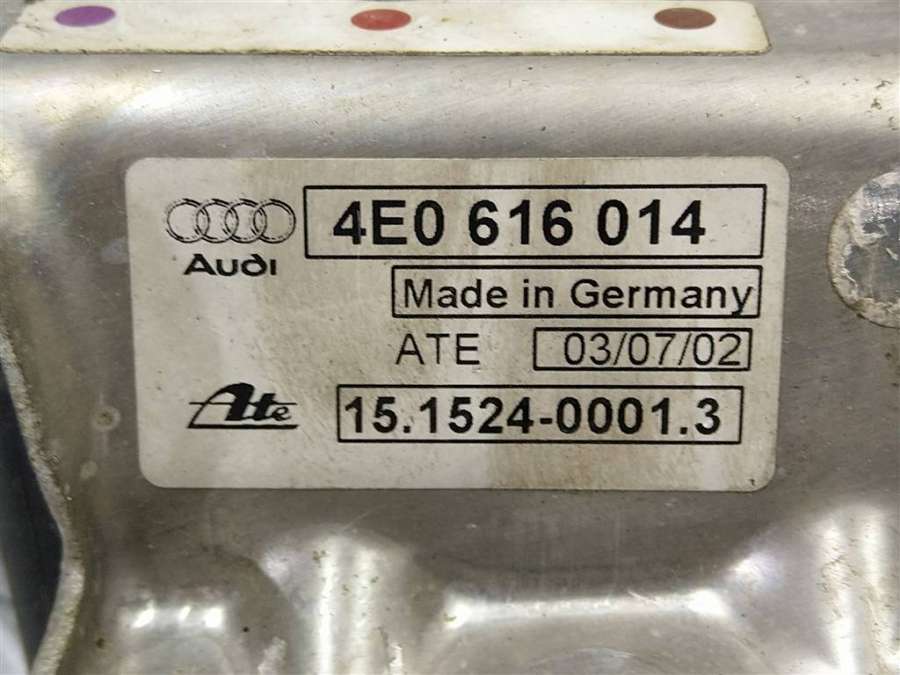 4E0 616 014
Audi
Made in Germany
ATE 03/07/02
Ate 15.1524-0001.3